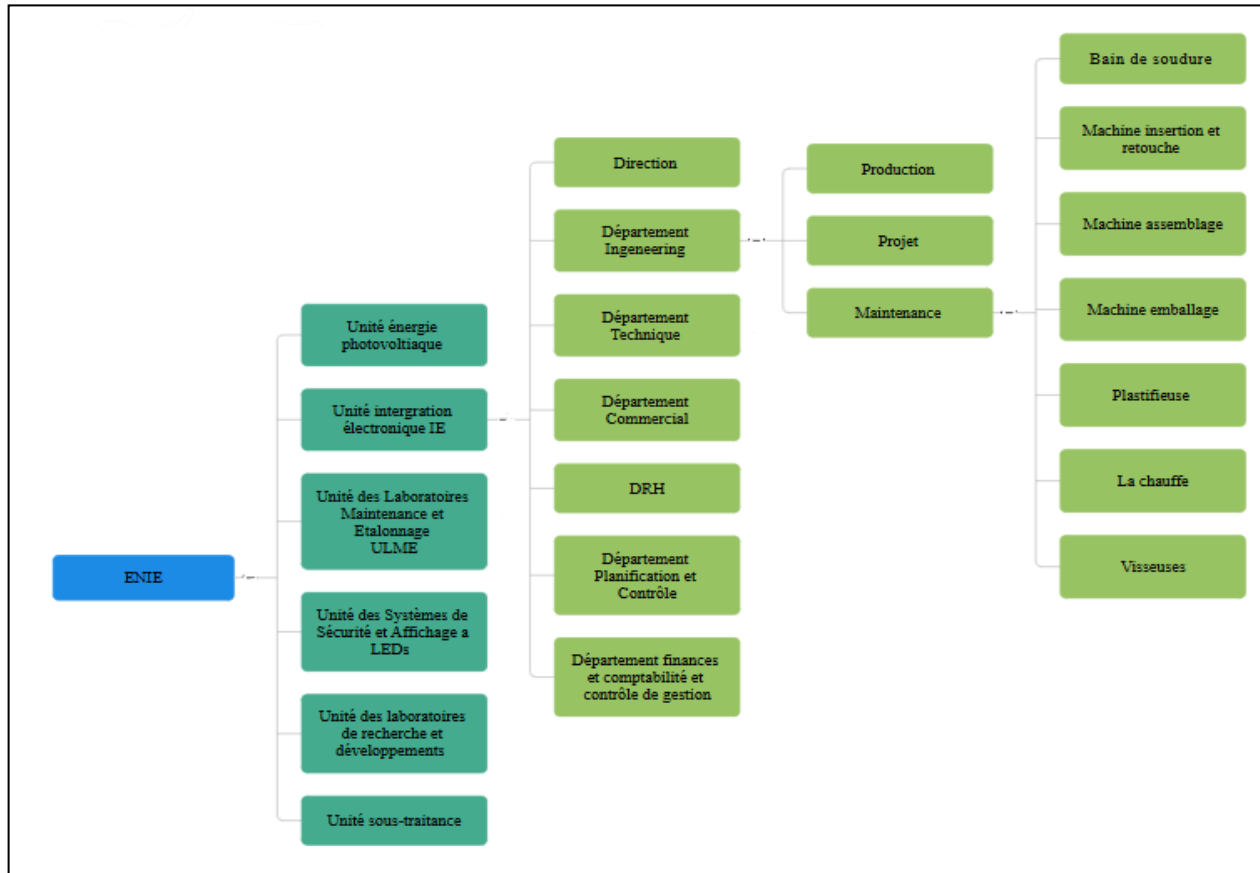 ENIE
Unité énergie
photovoltiaque
Unité intergration
électronique IE
Unité des Laboratoires
Maintenance et
Etalonnage
ULME
Unité des Systèmes de
Sécurité et Affichage a
LEDs
Unité des laboratoires
de recherche et
développements
Unité sous-traitance
Direction
Département
Ingeneering
Département
Technique
Département
Commercial
DRH
Département
Planification et
Contrôle
Département finances
et comptabilité et
contrôle de gestion
Production
Projet
Maintenance
Bain de soudure
Machine insertion et
retouche
Machine assemblage
Machine emballage
Plastifieuse
La chauffe
Visseuses